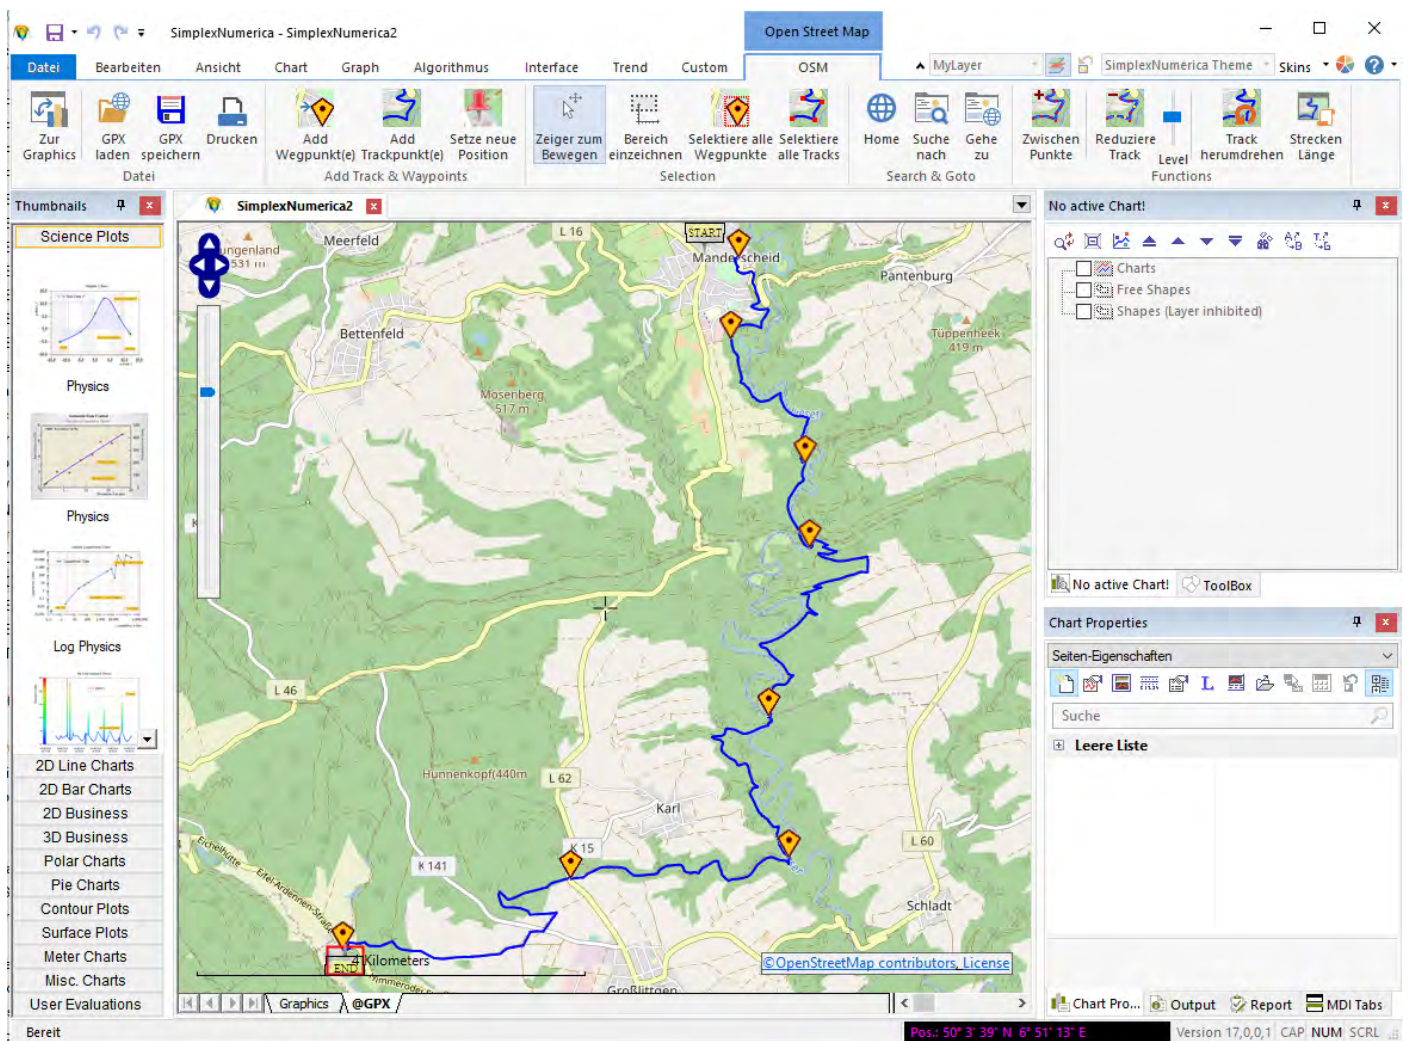 SimplexNumerica - SimplexNumerica2
Open Street Map
Datei Bearbeiten Ansicht Chart Graph Algorithmus Interface Trend Custom OSM
MyLayer SimplexNumerica Theme Skins
Zur Graphics
GPX laden
GPX speichern
Drucken
Add Wegpunkt(e)
Add Trackpunkt(e)
Setze neue Position
Zeiger zum Bewegen
Bereich einzeichnen
Selektiere alle Wegpunkte
Selektiere alle Tracks
Home
Suche nach
Gehe zu
Zwischen Punkte
Reduziere Track
Level
Track herumdrehen
Strecken Länge
Datei
Add Track & Waypoints
Selection
Search & Goto
Functions
Thumbnails
Science Plots
Physics
Physics
Log Physics
2D Line Charts
2D Bar Charts
2D Business
3D Business
Polar Charts
Pie Charts
Contour Plots
Surface Plots
Meter Charts
Misc. Charts
User Evaluations
SimplexNumerica2
Meerfeld
531 m
L 16
START
Manderscheid
Pantenburg
Bettenfeld
Tüppenheek
419 m
Mosenberg
517 m
L 46
Hunnenkopf(440m
L 62
Karl
K 15
K 141
L 60
Eichelhütte
Eifel-Ardennen-Straße
Schladt
END
4 Kilometers
Großlittgen
©OpenStreetMap contributors, License
Graphics
@GPX
No active Chart!
Charts
Free Shapes
Shapes (Layer inhibited)
No active Chart!
ToolBox
Chart Properties
Seiten-Eigenschaften
Suche
Leere Liste
Chart Pro...
Output
Report
MDI Tabs
Bereit
Pos.: 50° 3' 39" N 6° 51' 13" E
Version 17,0,0,1 CAP NUM SCRL